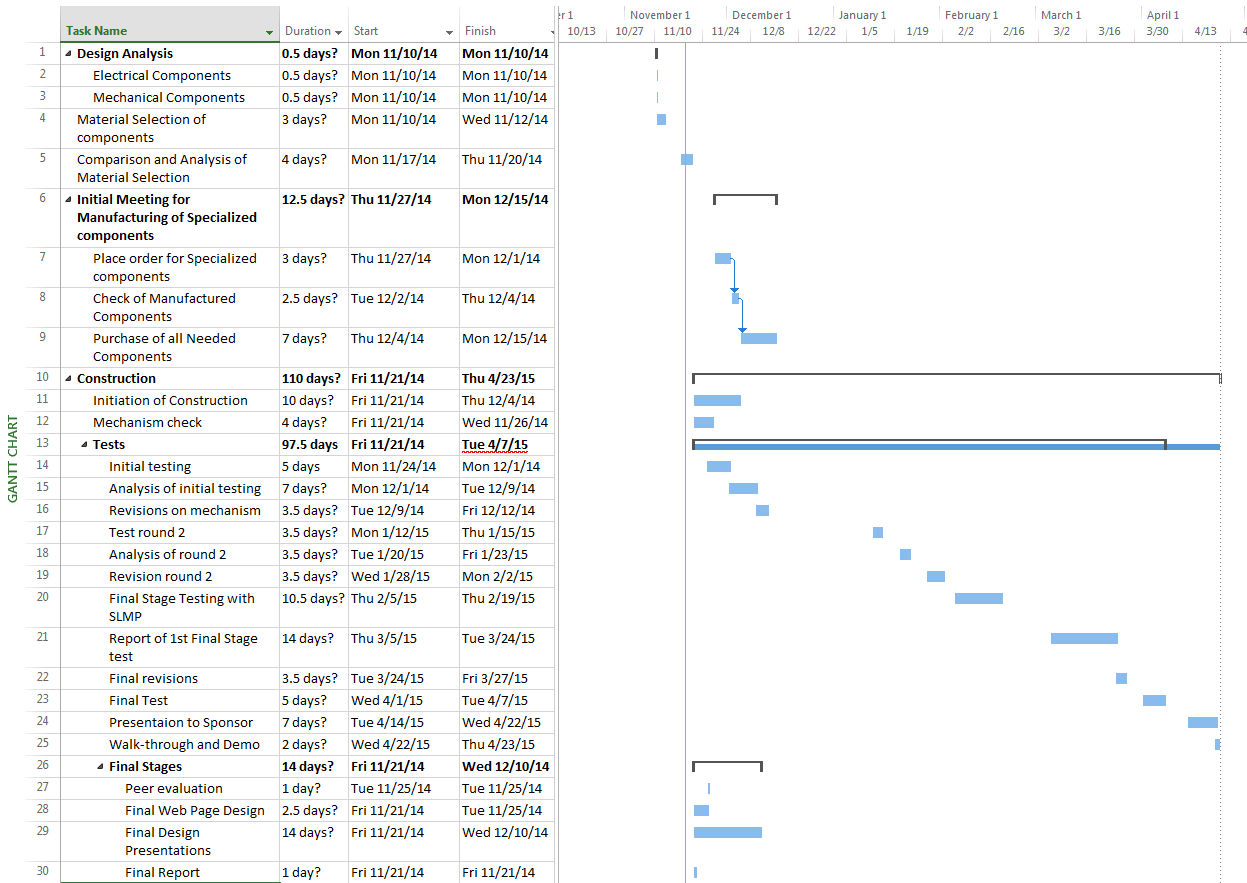 GANTT CHART
Task Name Duration Start Finish
er 1 November 1 December 1 January 1 February 1 March 1 April 1
10/13 10/27 11/10 11/24 12/8 12/22 1/5 1/19 2/2 2/16 3/2 3/16 3/30 4/13 4
1 Design Analysis 0.5 days? Mon 11/10/14 Mon 11/10/14
2 Electrical Components 0.5 days? Mon 11/10/14 Mon 11/10/14
3 Mechanical Components 0.5 days? Mon 11/10/14 Mon 11/10/14
4 Material Selection of 3 days? Mon 11/10/14 Wed 11/12/14
components
5 Comparison and Analysis of 4 days? Mon 11/17/14 Thu 11/20/14
Material Selection
6 Initial Meeting for 12.5 days? Thu 11/27/14 Mon 12/15/14
Manufacturing of Specialized
components
7 Place order for Specialized 3 days? Thu 11/27/14 Mon 12/1/14
components
8 Check of Manufactured 2.5 days? Tue 12/2/14 Thu 12/4/14
Components
9 Purchase of all Needed 7 days? Thu 12/4/14 Mon 12/15/14
Components
10 Construction 110 days? Fri 11/21/14 Thu 4/23/15
11 Initiation of Construction 10 days? Fri 11/21/14 Thu 12/4/14
12 Mechanism check 4 days? Fri 11/21/14 Wed 11/26/14
13 Tests 97.5 days Fri 11/21/14 Tue 4/7/15
14 Initial testing 5 days Mon 11/24/14 Mon 12/1/14
15 Analysis of initial testing 7 days? Mon 12/1/14 Tue 12/9/14
16 Revisions on mechanism 3.5 days? Tue 12/9/14 Fri 12/12/14
17 Test round 2 3.5 days? Mon 1/12/15 Thu 1/15/15
18 Analysis of round 2 3.5 days? Tue 1/20/15 Fri 1/23/15
19 Revision round 2 3.5 days? Wed 1/28/15 Mon 2/2/15
20 Final Stage Testing with 10.5 days? Thu 2/5/15 Thu 2/19/15
SLMP
21 Report of 1st Final Stage 14 days? Thu 3/5/15 Tue 3/24/15
test
22 Final revisions 3.5 days? Tue 3/24/15 Fri 3/27/15
23 Final Test 5 days? Wed 4/1/15 Tue 4/7/15
24 Presentaion to Sponsor 7 days? Tue 4/14/15 Wed 4/22/15
25 Walk-through and Demo 2 days? Wed 4/22/15 Thu 4/23/15
26 Final Stages 14 days? Fri 11/21/14 Wed 12/10/14
27 Peer evaluation 1 day? Tue 11/25/14 Tue 11/25/14
28 Final Web Page Design 2.5 days? Fri 11/21/14 Tue 11/25/14
29 Final Design 14 days? Fri 11/21/14 Wed 12/10/14
Presentations
30 Final Report 1 day? Fri 11/21/14 Fri 11/21/14